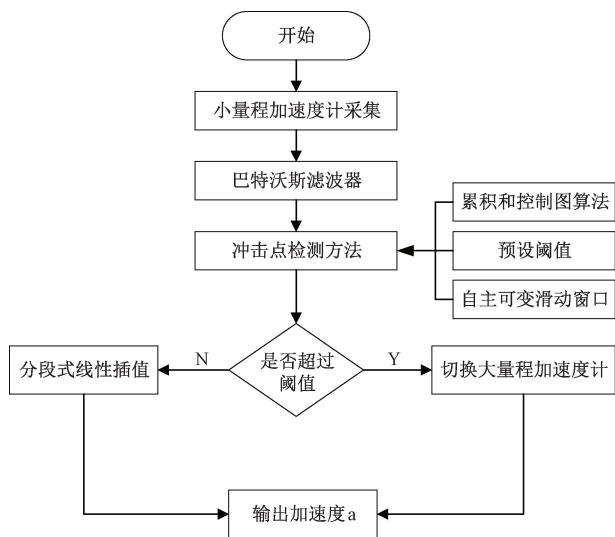 开始
小量程加速度计采集
巴特沃斯滤波器
冲击点检测方法
累积和控制图算法
预设阈值
自主可变滑动窗口
是否超过
阈值
N
Y
分段式线性插值
切换大量程加速度计
输出加速度a